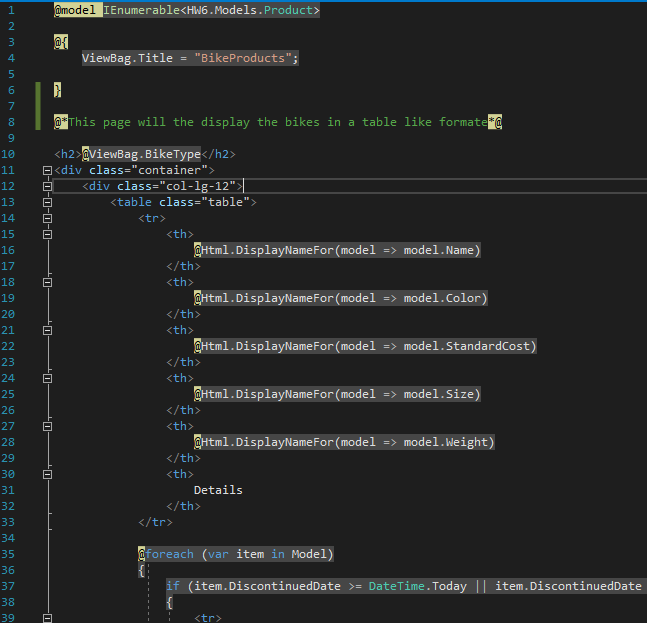 1 @model IEnumerable<HW6.Models.Product>
2
3 @{
4 ViewBag.Title = "BikeProducts";
5
6 }
7
8 @*This page will the display the bikes in a table like formate*@
9
10 <h2>@ViewBag.BikeType</h2>
11 <div class="container">
12 <div class="col-lg-12">
13 <table class="table">
14 <tr>
15 <th>
16 @Html.DisplayNameFor(model => model.Name)
17 </th>
18 <th>
19 @Html.DisplayNameFor(model => model.Color)
20 </th>
21 <th>
22 @Html.DisplayNameFor(model => model.StandardCost)
23 </th>
24 <th>
25 @Html.DisplayNameFor(model => model.Size)
26 </th>
27 <th>
28 @Html.DisplayNameFor(model => model.Weight)
29 </th>
30 <th>
31 Details
32 </th>
33 </tr>
34
35 @foreach (var item in Model)
36 {
37 if (item.DiscontinuedDate >= DateTime.Today || item.DiscontinuedDate
38 {
39 <tr>